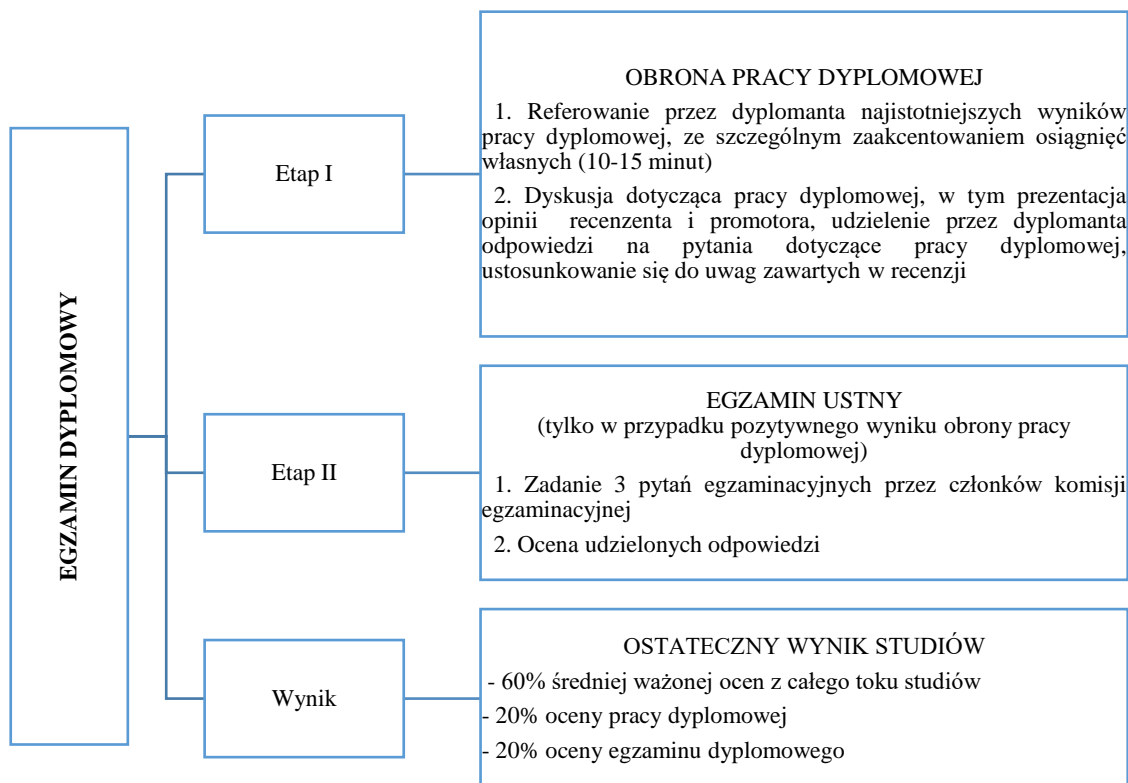 EGZAMIN DYPLOMOWY
Etap I
OBRONA PRACY DYPLOMOWEJ
1. Referowanie przez dyplomanta najistotniejszych wyników
pracy dyplomowej, ze szczególnym zaakcentowaniem osiągnięć
własnych (10-15 minut)
2. Dyskusja dotycząca pracy dyplomowej, w tym prezentacja
opinii recenzenta i promotora, udzielenie przez dyplomanta
odpowiedzi na pytania dotyczące pracy dyplomowej,
ustosunkowanie się do uwag zawartych w recenzji
Etap II
EGZAMIN USTNY
(tylko w przypadku pozytywnego wyniku obrony pracy
dyplomowej)
1. Zadanie 3 pytań egzaminacyjnych przez członków komisji
egzaminacyjnej
2. Ocena udzielonych odpowiedzi
Wynik
OSTATECZNY WYNIK STUDIÓW
- 60% średniej ważonej ocen z całego toku studiów
- 20% oceny pracy dyplomowej
- 20% oceny egzaminu dyplomowego